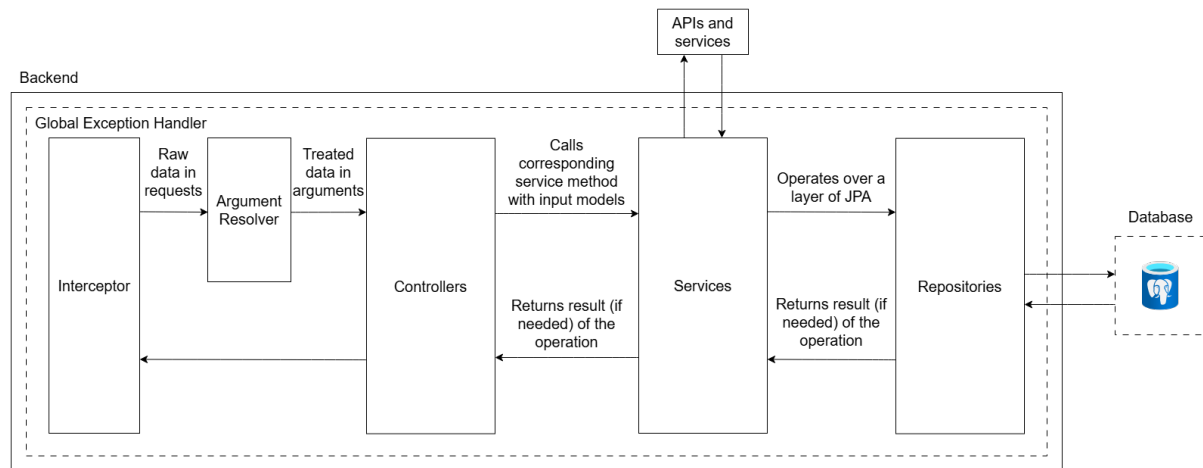 APIs and
services
Backend
Global Exception Handler
Raw
data in
requests
Treated
data in
arguments
Calls
corresponding
service method
with input models
Operates over a
layer of JPA
Argument
Resolver
Database
Interceptor
Controllers
Services
Repositories
Returns result (if
needed) of the
operation
Returns result (if
needed) of the
operation